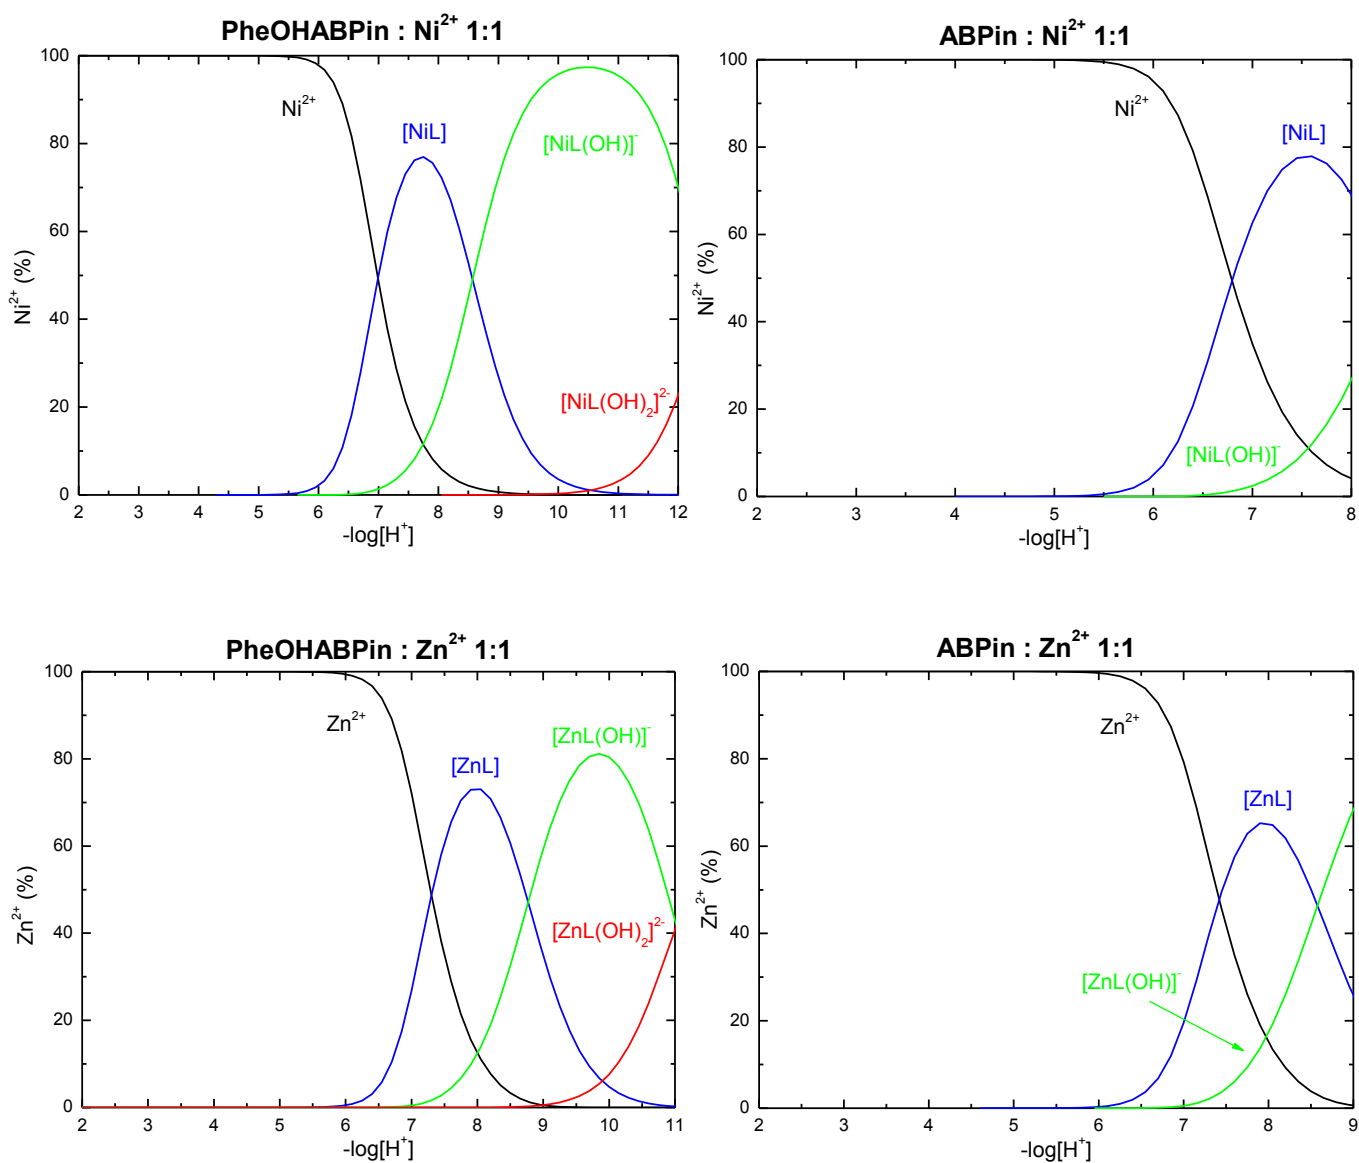 PheOHABPin : Ni²⁺ 1:1
100
80
60
40
20
0
Ni²⁺ (%)
Ni²⁺
[NiL]
[NiL(OH)]⁻
[NiL(OH)₂]²⁻
2 3 4 5 6 7 8 9 10 11 12
-log[H⁺]
ABPin : Ni²⁺ 1:1
100
80
60
40
20
0
Ni²⁺ (%)
Ni²⁺
[NiL]
[NiL(OH)]⁻
2 3 4 5 6 7 8
-log[H⁺]
PheOHABPin : Zn²⁺ 1:1
100
80
60
40
20
0
Zn²⁺ (%)
Zn²⁺
[ZnL]
[ZnL(OH)]⁻
[ZnL(OH)₂]²⁻
2 3 4 5 6 7 8 9 10 11
-log[H⁺]
ABPin : Zn²⁺ 1:1
100
80
60
40
20
0
Zn²⁺ (%)
Zn²⁺
[ZnL]
[ZnL(OH)]⁻
2 3 4 5 6 7 8 9
-log[H⁺]